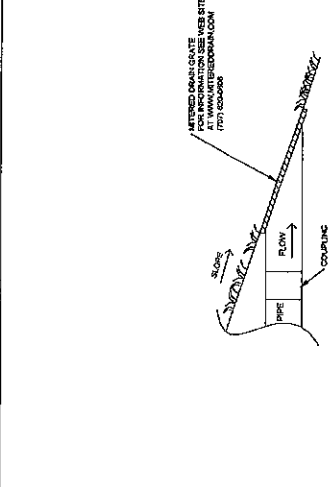 MITERED DRAIN GRATE
FOR INFORMATION SEE WEB SITE
AT WWW.MITEREDDRAIN.COM
SLOPE
FLOW
PIPE
COUPLING